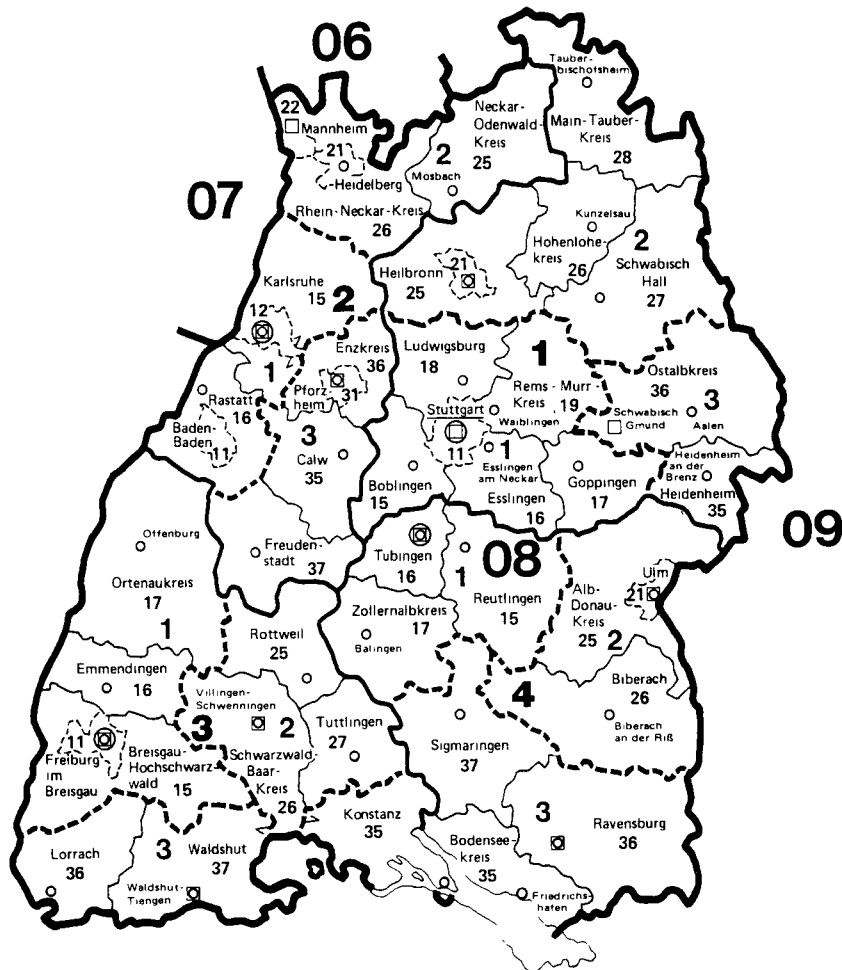 06
Tauber-
bischofsheim
22
Mannheim
Neckar-
Odenwald-
Kreis
25
Main-Tauber-
Kreis
28
21
Heidelberg
2
Mosbach
07
Rhein-Neckar-Kreis
26
Kunzelsau
Hohenlohe-
kreis
26
2
Schwabisch
Hall
27
Heilbronn
25
21
Karlsruhe
15
2
12
Enzkreis
36
Ludwigsburg
18
1
Rems-Murr-
Kreis
19
Waiblingen
Ostalbkreis
36
3
Aalen
Schwabisch
Gmund
1
Rastatt
16
Pforz-
heim
31
Baden-
Baden
11
3
Calw
35
Stuttgart
11
1
Esslingen
am Neckar
Esslingen
16
Boblingen
15
Goppingen
17
Heidenheim
an der
Brenz
Heidenheim
35
09
Offenburg
Ortenaukreis
17
1
Freuden-
stadt
37
Tubingen
16
08
1
Reutlingen
15
Ulm
21
Alb-
Donau-
Kreis
25
2
Zollernalbkreis
17
Balingen
Rottweil
25
Emmendingen
16
Villingen-
Schwenningen
3
2
Schwarzwald-
Baar-
Kreis
26
Tuttlingen
27
4
Sigmaringen
37
Biberach
26
Biberach
an der Riß
11
Freiburg
im
Breisgau
Breisgau-
Hochschwarz-
wald
15
Konstanz
35
3
Ravensburg
36
Bodensee-
kreis
35
Friedrichs-
hafen
Lorrach
36
3
Waldshut
37
Waldshut-
Tiengen